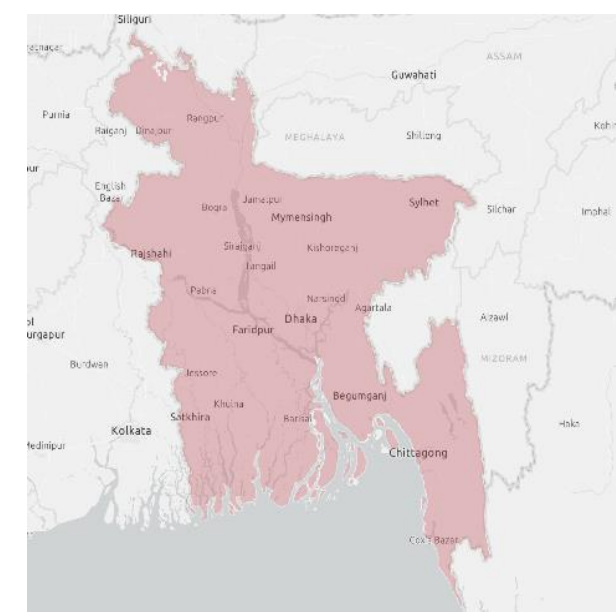 Siliguri
ASSAM
Guwahati
Purnia
Rangpur
Raiganj
Dinajpur
MEGHALAYA
Shillong
English
Bazar
Jamalpur
Bogra
Sylhet
Silchar
Imphal
Mymensingh
Sirajganj
Kishoreganj
Rajshahi
Tangail
Pabna
Narsingdi
Agartala
Dhaka
Aizawl
Faridpur
MIZORAM
Burdwan
Jessore
Begumganj
Khulna
Satkhira
Barisal
Haka
Kolkata
Medinipur
Chittagong
Cox's Bazar